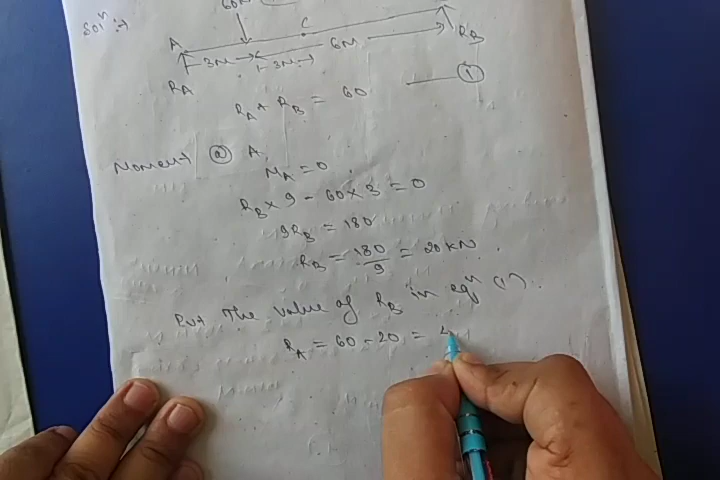 Solⁿ :→
60
A
C
RB
3M
3M
6M
RA
①
RA + RB = 60
Moment @ A
MA = 0
RB × 9 - 60 × 3 = 0
9RB = 180
RB = 180/9 = 20 KN
Put the value of RB in eqⁿ (1).
RA = 60 - 20 = 4